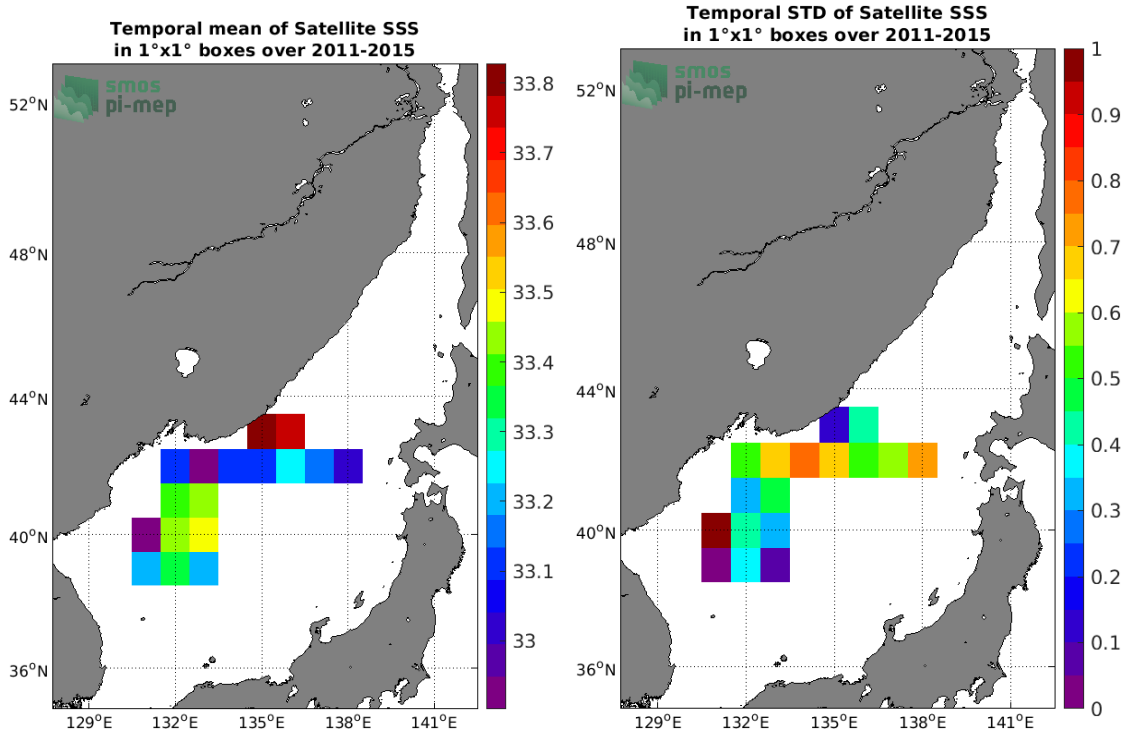 Temporal mean of Satellite SSS
in 1°x1° boxes over 2011-2015
smos
pi-mep
52°N
48°N
44°N
40°N
36°N
129°E
132°E
135°E
138°E
141°E
33.8
33.7
33.6
33.5
33.4
33.3
33.2
33.1
33
Temporal STD of Satellite SSS
in 1°x1° boxes over 2011-2015
smos
pi-mep
52°N
48°N
44°N
40°N
36°N
129°E
132°E
135°E
138°E
141°E
1
0.9
0.8
0.7
0.6
0.5
0.4
0.3
0.2
0.1
0